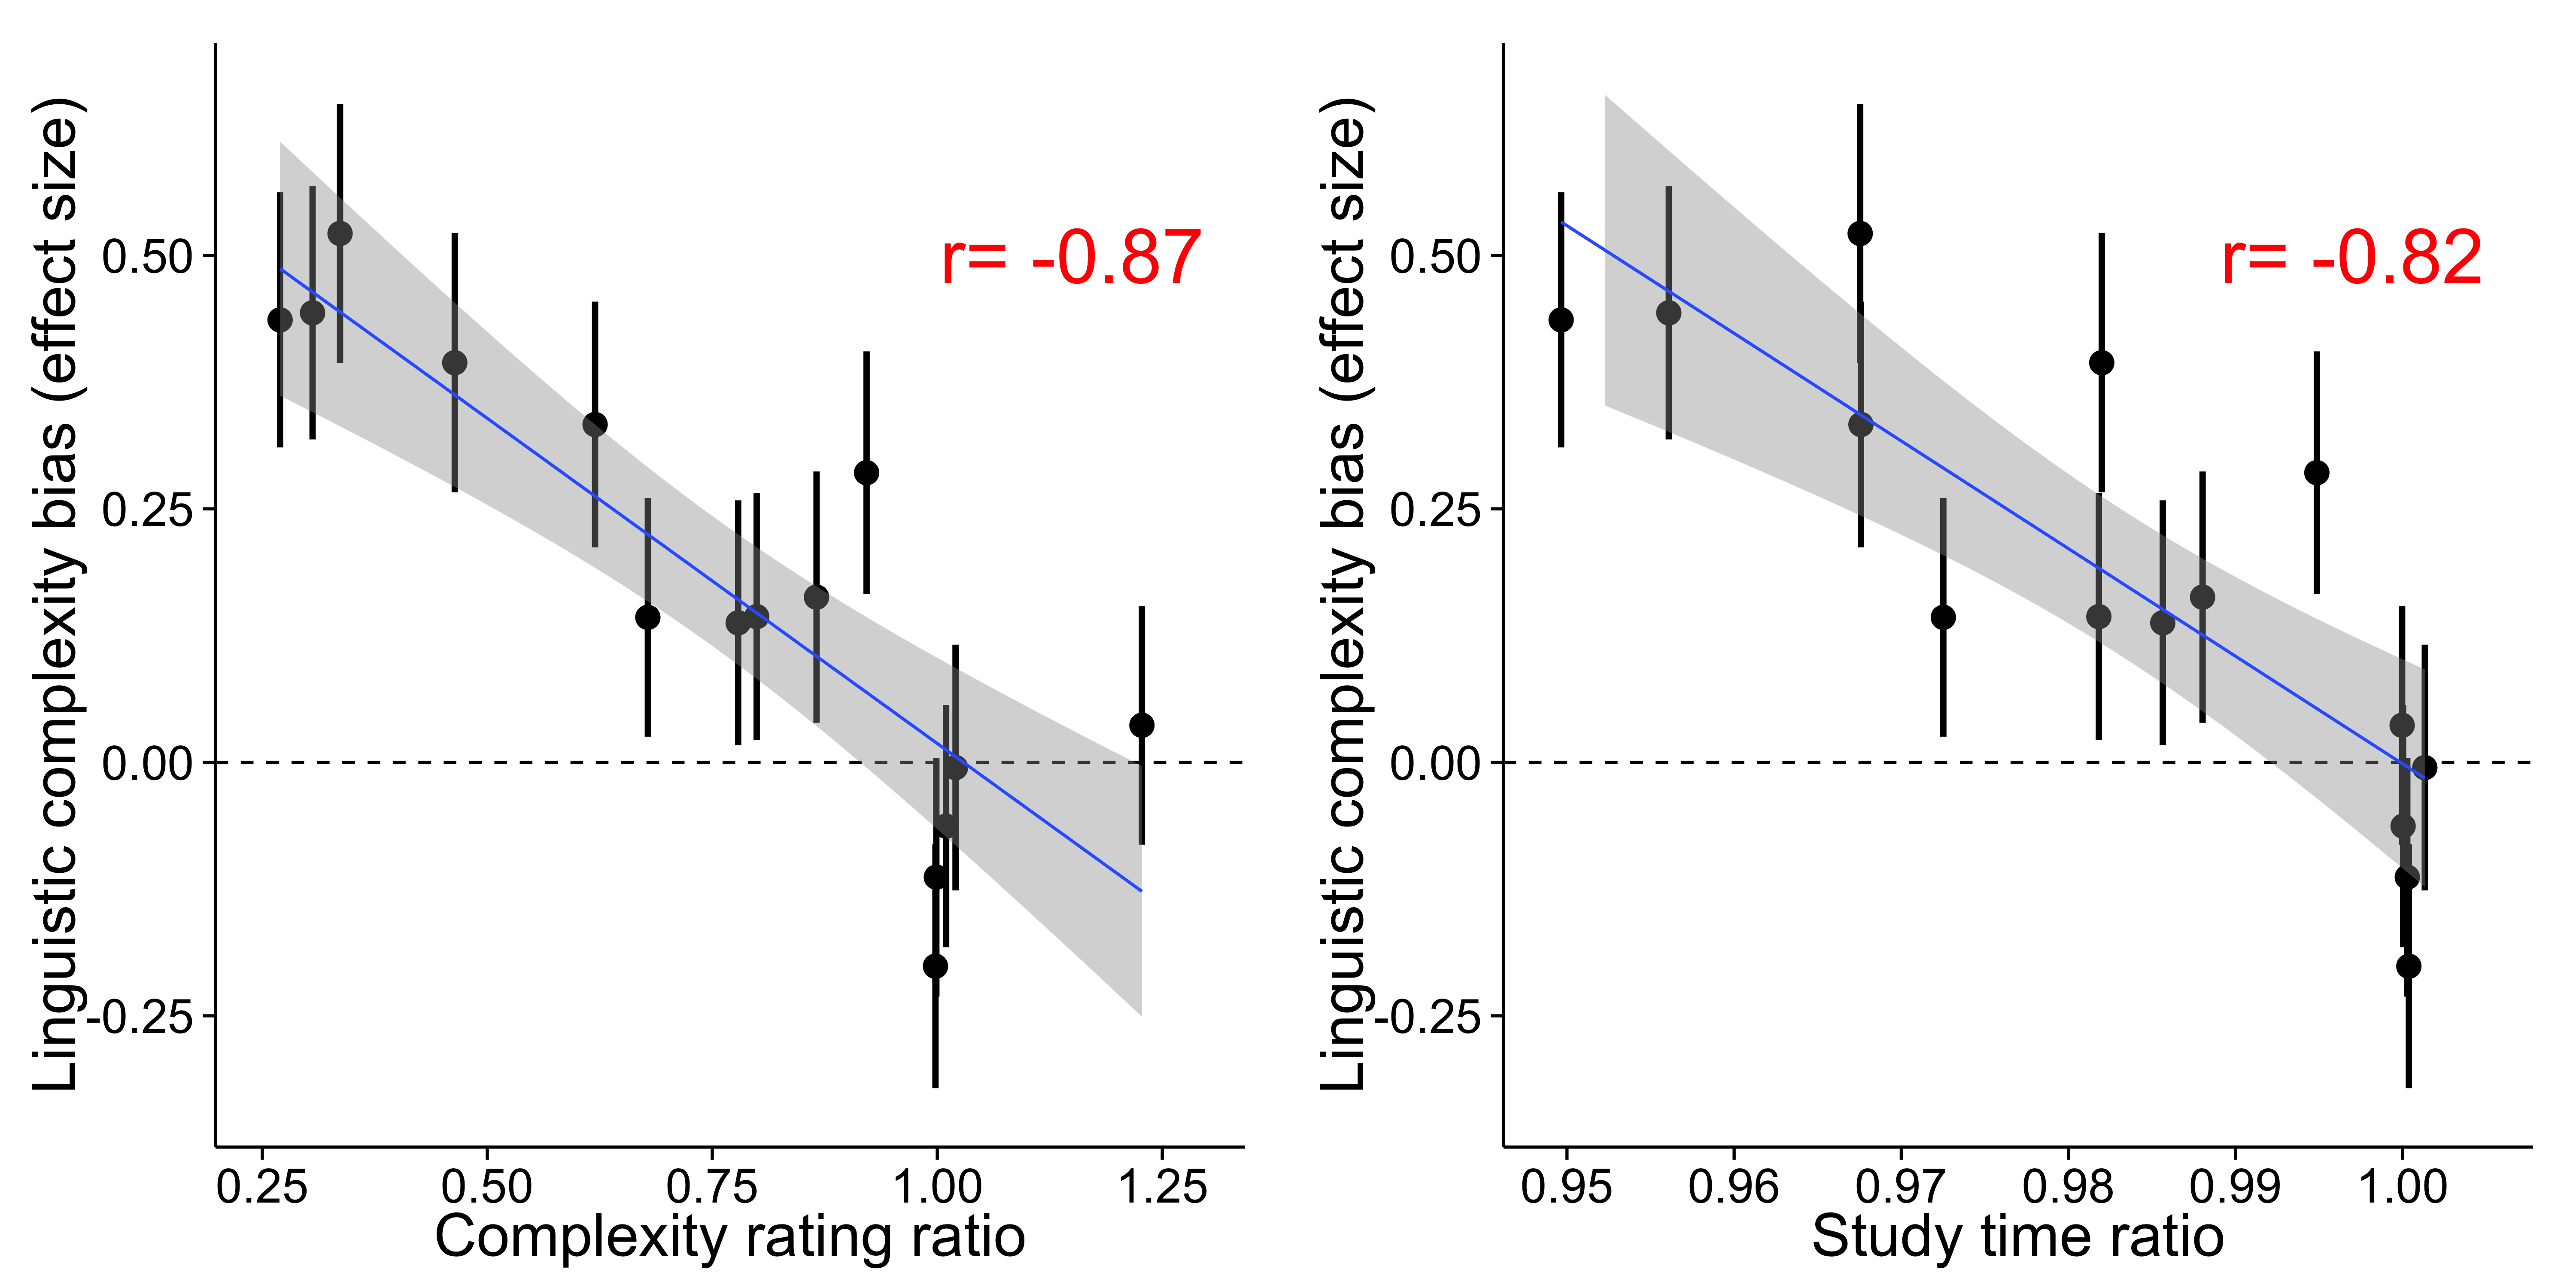 Linguistic complexity bias (effect size)
0.50
0.25
0.00
-0.25
r= -0.87
0.25 0.50 0.75 1.00 1.25
Complexity rating ratio
Linguistic complexity bias (effect size)
0.50
0.25
0.00
-0.25
r= -0.82
0.95 0.96 0.97 0.98 0.99 1.00
Study time ratio